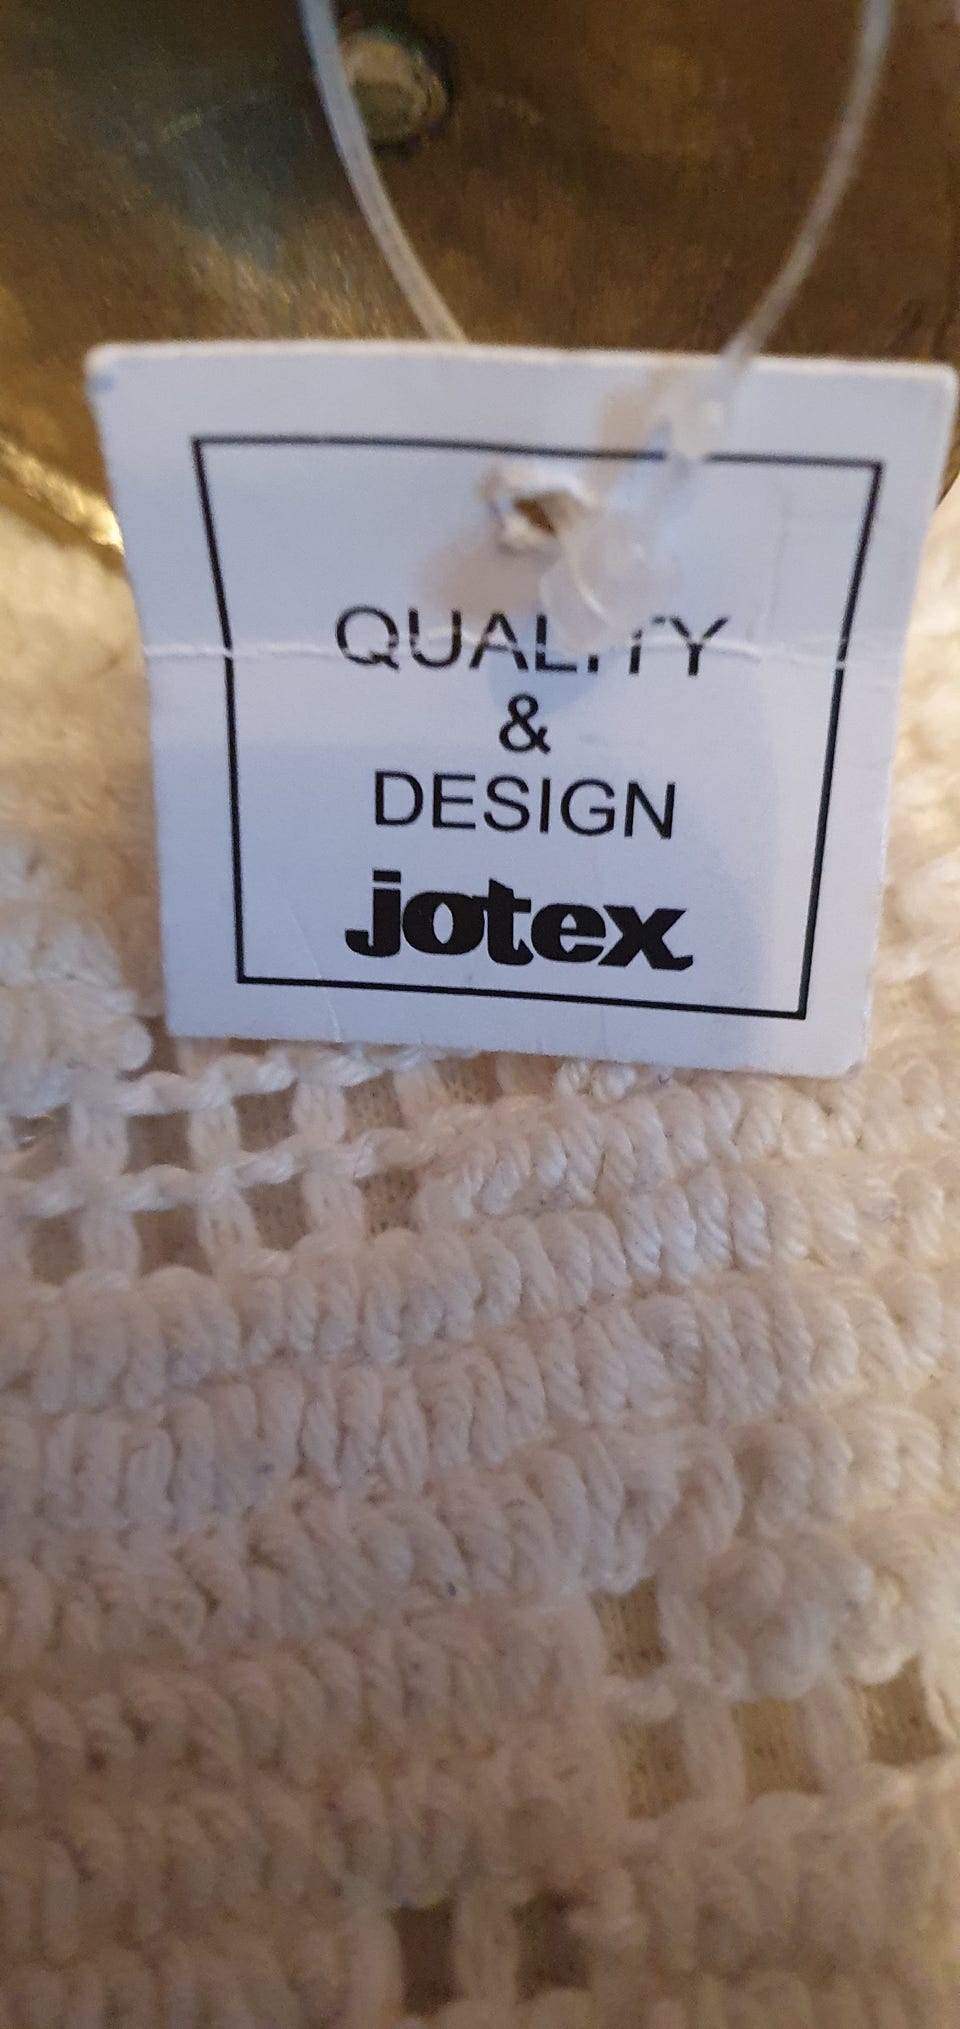 QUALITY
&
DESIGN
jotex